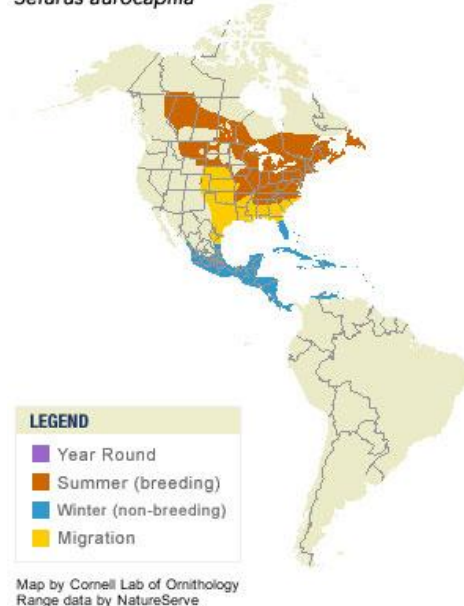 Seiurus aurocapilla
LEGEND
Year Round
Summer (breeding)
Winter (non-breeding)
Migration
Map by Cornell Lab of Ornithology
Range data by NatureServe